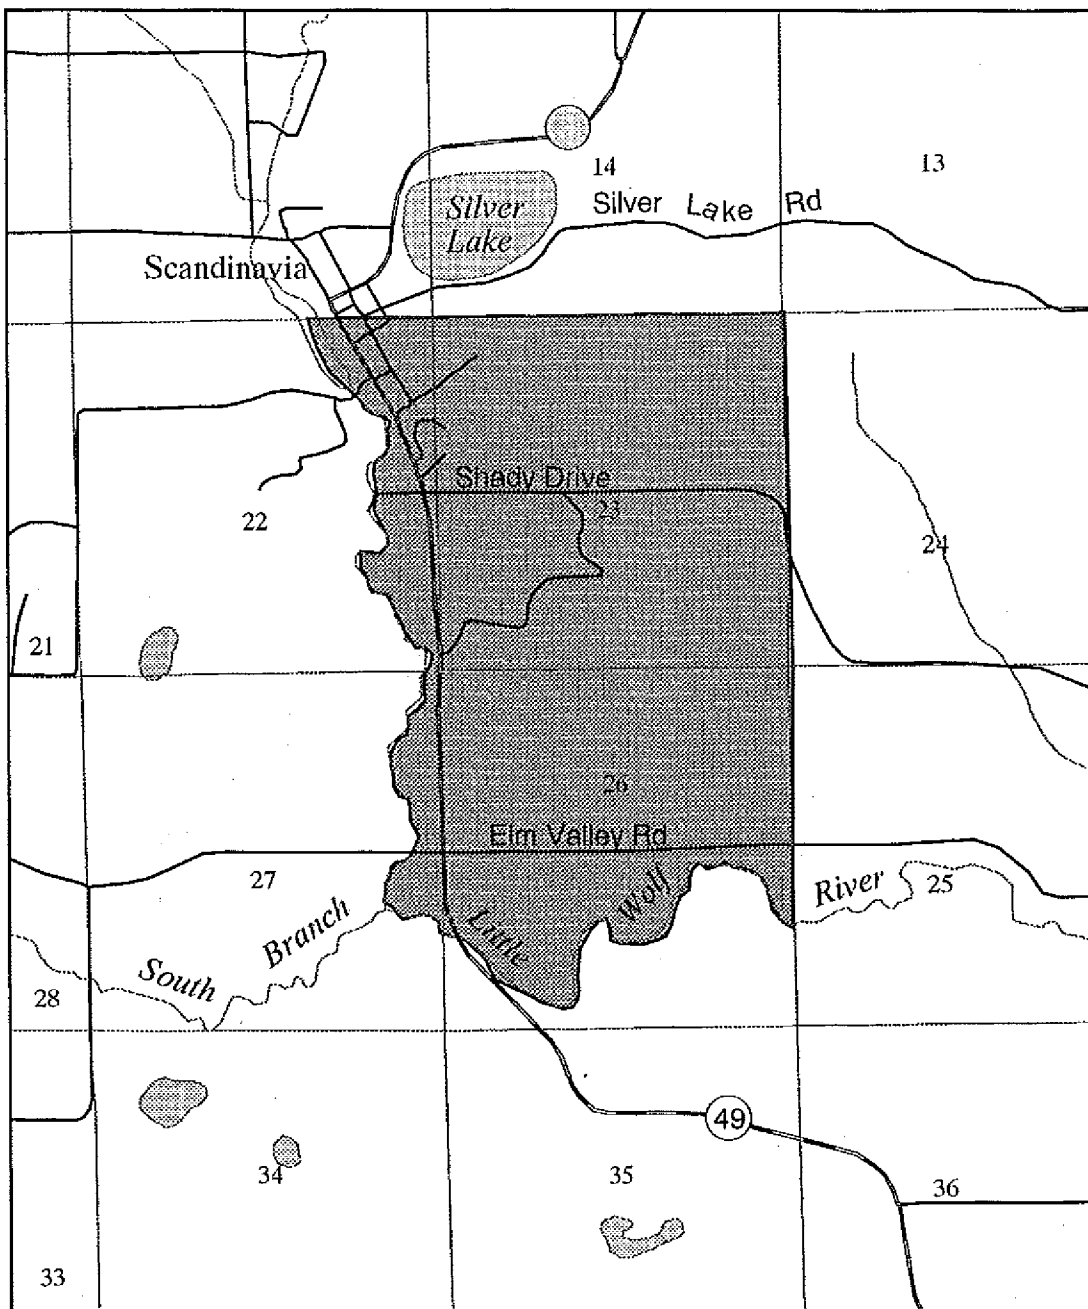 14
13
Silver Lake Rd
Silver
Lake
Scandinavia
Shady Drive
23
22
24
21
26
Elm Valley Rd
27
25
South Branch Little Wolf River
28
49
34
35
36
33